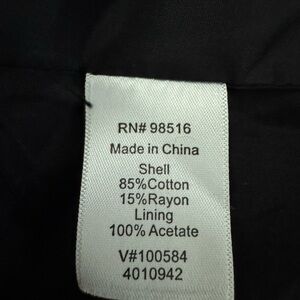 RN# 98516
Made in China
Shell
85%Cotton
15%Rayon
Lining
100% Acetate
V#100584
4010942